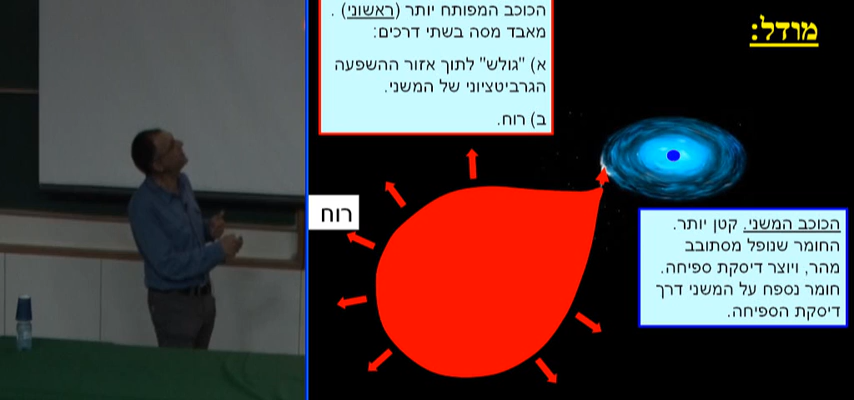 מודל:
הכוכב המפותח יותר (ראשוני) .
מאבד מסה בשתי דרכים:
א) "גולש" לתוך אזור ההשפעה
הגרביטציוני של המשני.
ב) רוח.
רוח
הכוכב המשני. קטן יותר.
החומר שנופל מסתובב
מהר, ויוצר דיסקת ספיחה.
חומר נספח על המשני דרך
דיסקת הספיחה.